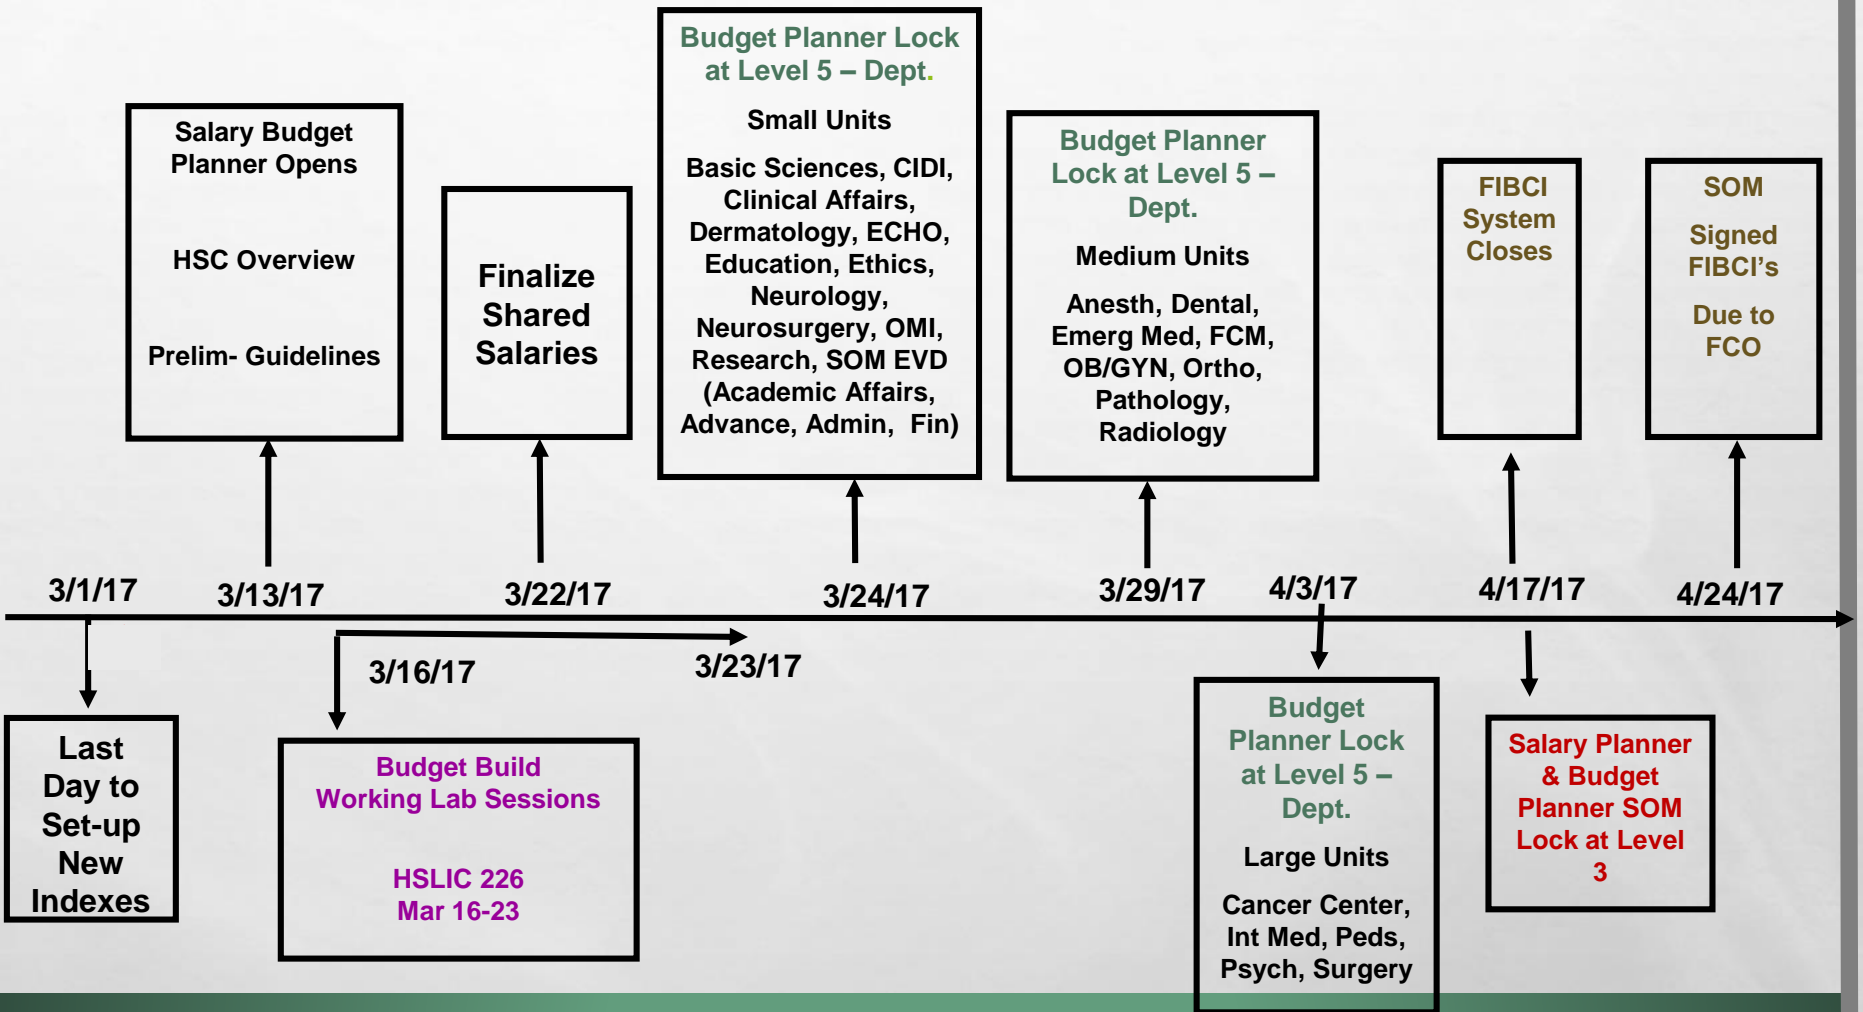 Salary Budget
Planner Opens
HSC Overview
Prelim- Guidelines
Finalize
Shared
Salaries
Budget Planner Lock
at Level 5 – Dept.
Small Units
Basic Sciences, CIDI,
Clinical Affairs,
Dermatology, ECHO,
Education, Ethics,
Neurology,
Neurosurgery, OMI,
Research, SOM EVD
(Academic Affairs,
Advance, Admin, Fin)
Budget Planner
Lock at Level 5 –
Dept.
Medium Units
Anesth, Dental,
Emerg Med, FCM,
OB/GYN, Ortho,
Pathology,
Radiology
FIBCI
System
Closes
SOM
Signed
FIBCI's
Due to
FCO
3/1/17
3/13/17
3/22/17
3/24/17
3/29/17
4/3/17
4/17/17
4/24/17
3/16/17
3/23/17
Last
Day to
Set-up
New
Indexes
Budget Build
Working Lab Sessions
HSLIC 226
Mar 16-23
Budget
Planner Lock
at Level 5 –
Dept.
Large Units
Cancer Center,
Int Med, Peds,
Psych, Surgery
Salary Planner
& Budget
Planner SOM
Lock at Level
3